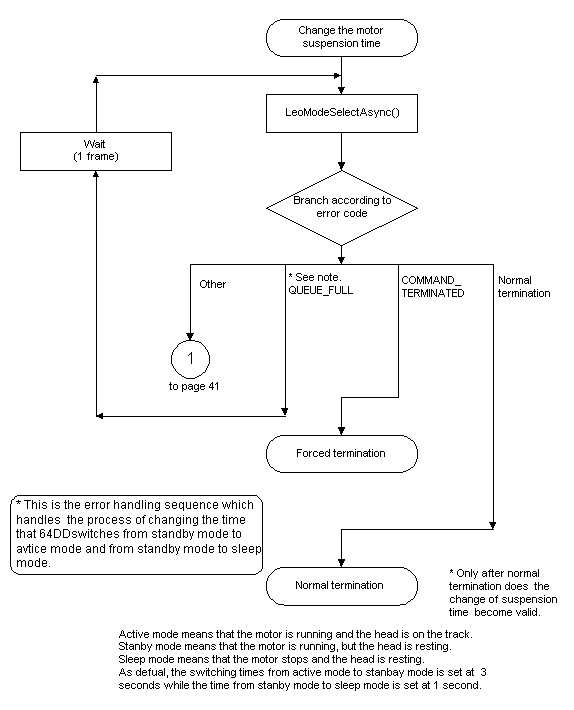 Change the motor
suspension time
LeoModeSelectAsync()
Wait
(1 frame)
Branch according to
error code
Other
* See note.
QUEUE_FULL
COMMAND_
TERMINATED
Normal
termination
1
to page 41
Forced termination
* This is the error handling sequence which
handles the process of changing the time
that 64DDswitches from standby mode to
avtice mode and from standby mode to sleep
mode.
Normal termination
* Only after normal
termination does the
change of suspension
time become valid.
Active mode means that the motor is running and the head is on the track.
Stanby mode means that the motor is running, but the head is resting.
Sleep mode means that the motor stops and the head is resting.
As defual, the switching times from active mode to stanbay mode is set at 3
seconds while the time from stanby mode to sleep mode is set at 1 second.